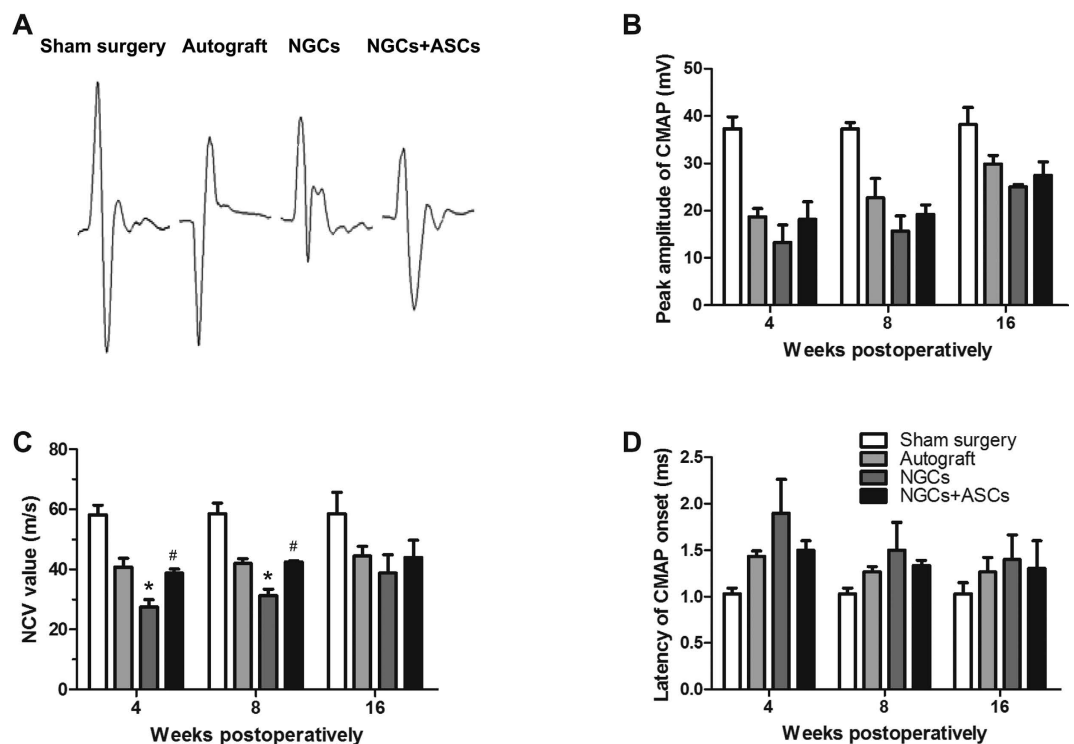 A
Sham surgery Autograft NGCs NGCs+ASCs
B
Peak amplitude of CMAP (mV)
50
40
30
20
10
0
4 8 16
Weeks postoperatively
C
NCV value (m/s)
80
60
40
20
0
* # * #
4 8 16
Weeks postoperatively
D
Sham surgery
Autograft
NGCs
NGCs+ASCs
Latency of CMAP onset (ms)
2.5
2.0
1.5
1.0
0.5
0.0
4 8 16
Weeks postoperatively